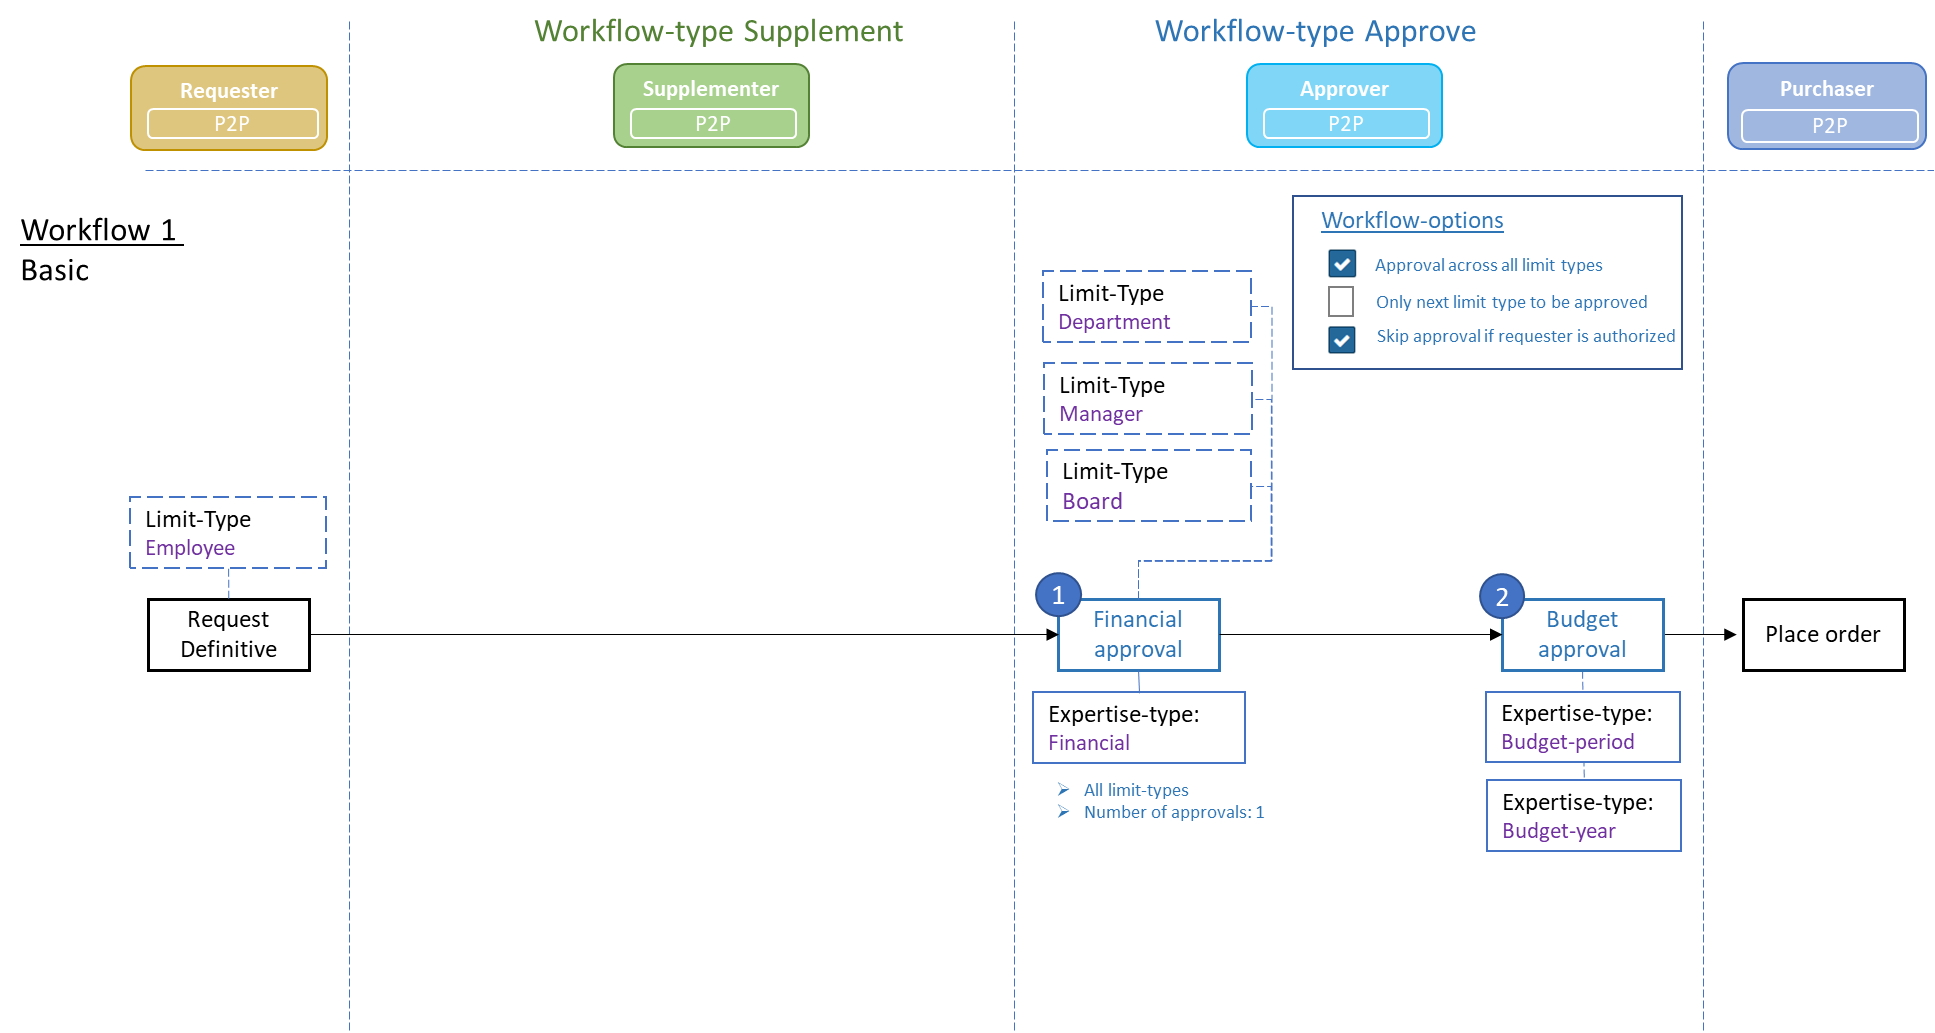 Workflow-type Supplement
Workflow-type Approve
Requester
P2P
Supplementer
P2P
Approver
P2P
Purchaser
P2P
Workflow 1
Basic
Workflow-options
Approval across all limit types
Only next limit type to be approved
Skip approval if requester is authorized
Limit-Type
Department
Limit-Type
Manager
Limit-Type
Board
Limit-Type
Employee
Request
Definitive
1
Financial
approval
2
Budget
approval
Place order
Expertise-type:
Financial
All limit-types
Number of approvals: 1
Expertise-type:
Budget-period
Expertise-type:
Budget-year